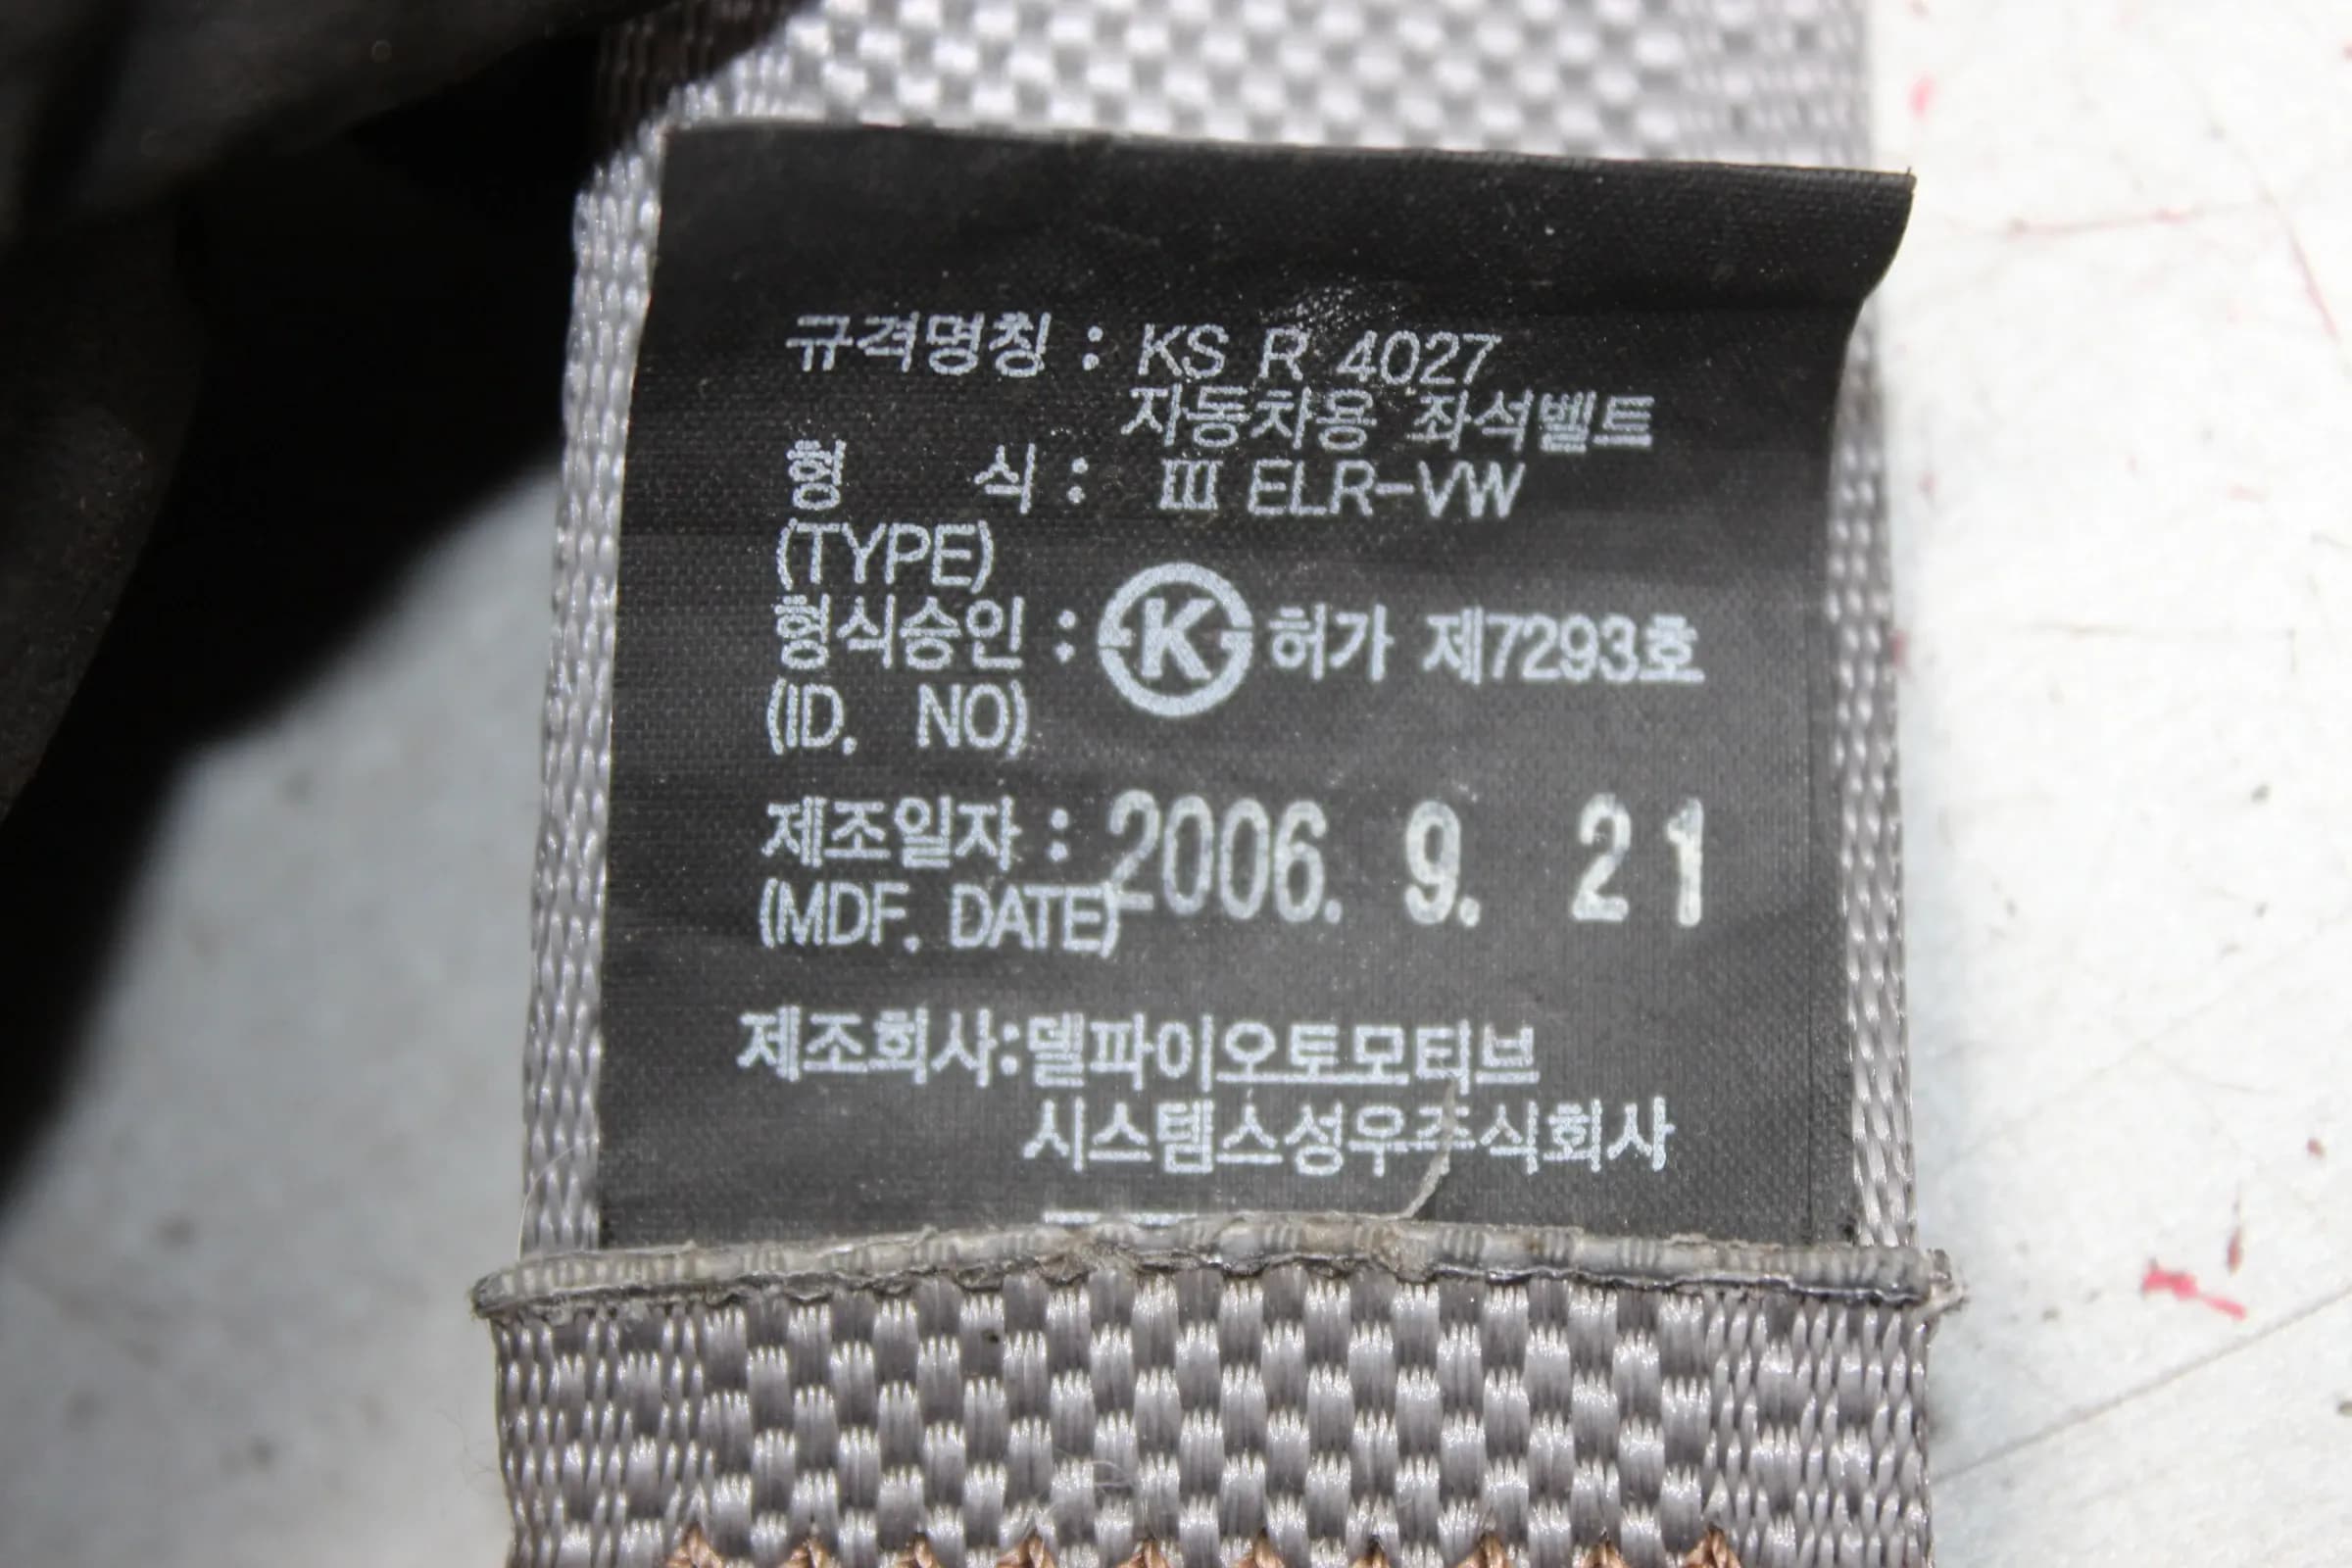 규격명칭 : KS R 4027
자동차용 좌석벨트
형 식 : III ELR-VW
(TYPE)
형식승인 : K 허가 제7293호
(ID. NO)
제조일자 : 2006. 9. 21
(MDF. DATE)
제조회사:델파이오토모티브
시스템스성우주식회사